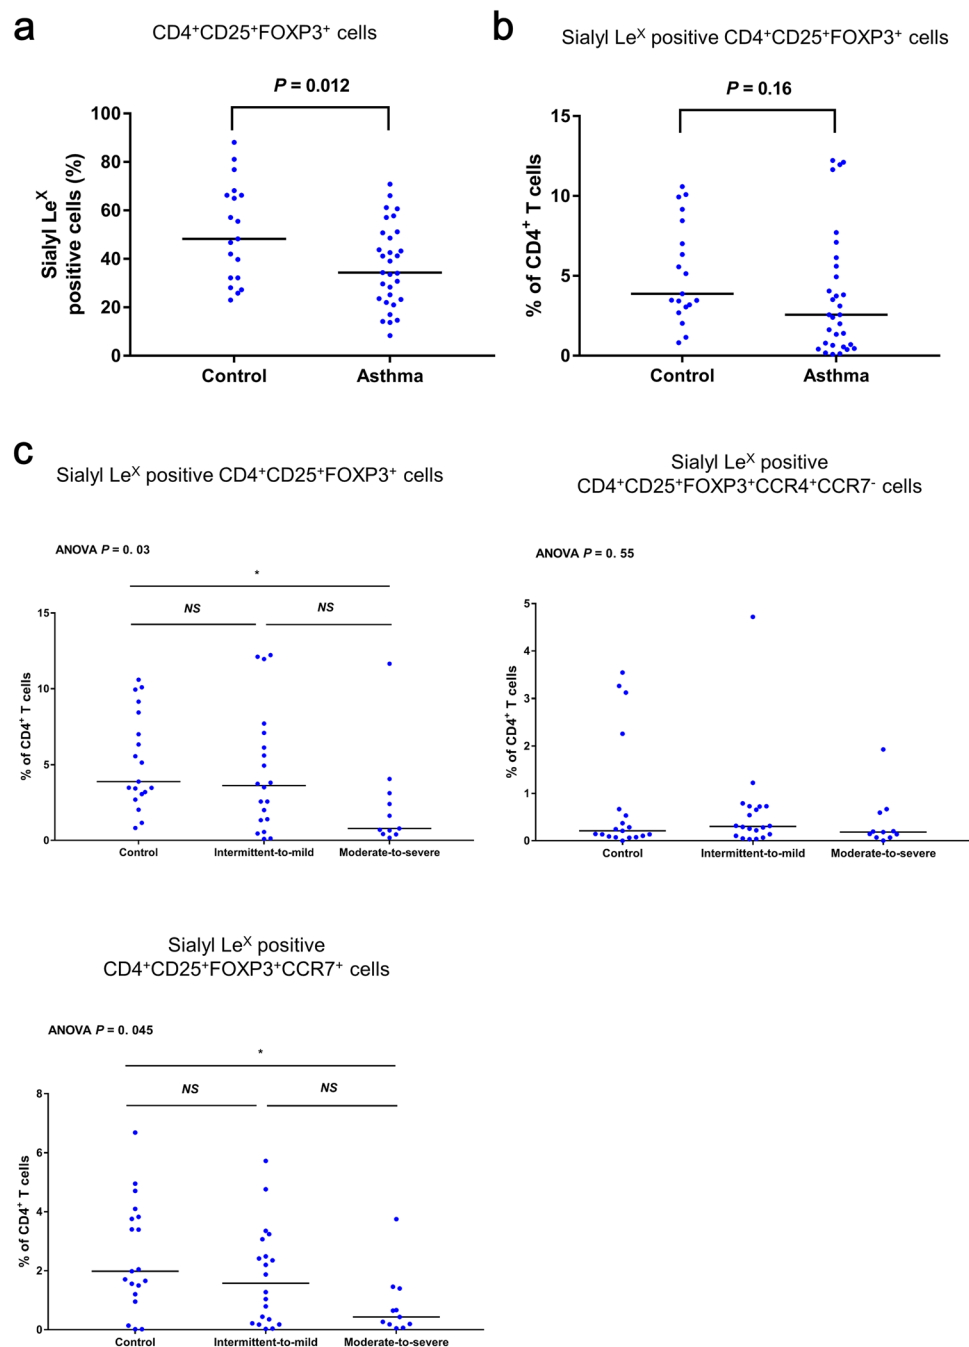 a
CD4⁺CD25⁺FOXP3⁺ cells
P = 0.012
Sialyl Leˣ
positive cells (%)
100
80
60
40
20
0
Control
Asthma
b
Sialyl Leˣ positive CD4⁺CD25⁺FOXP3⁺ cells
P = 0.16
% of CD4⁺ T cells
15
10
5
0
Control
Asthma
c
Sialyl Leˣ positive CD4⁺CD25⁺FOXP3⁺ cells
ANOVA P = 0. 03
*
NS
NS
% of CD4⁺ T cells
15
10
5
0
Control
Intermittent-to-mild
Moderate-to-severe
Sialyl Leˣ positive
CD4⁺CD25⁺FOXP3⁺CCR4⁺CCR7⁻ cells
ANOVA P = 0. 55
% of CD4⁺ T cells
5
4
3
2
1
0
Control
Intermittent-to-mild
Moderate-to-severe
Sialyl Leˣ positive
CD4⁺CD25⁺FOXP3⁺CCR7⁺ cells
ANOVA P = 0. 045
*
NS
NS
% of CD4⁺ T cells
8
6
4
2
0
Control
Intermittent-to-mild
Moderate-to-severe